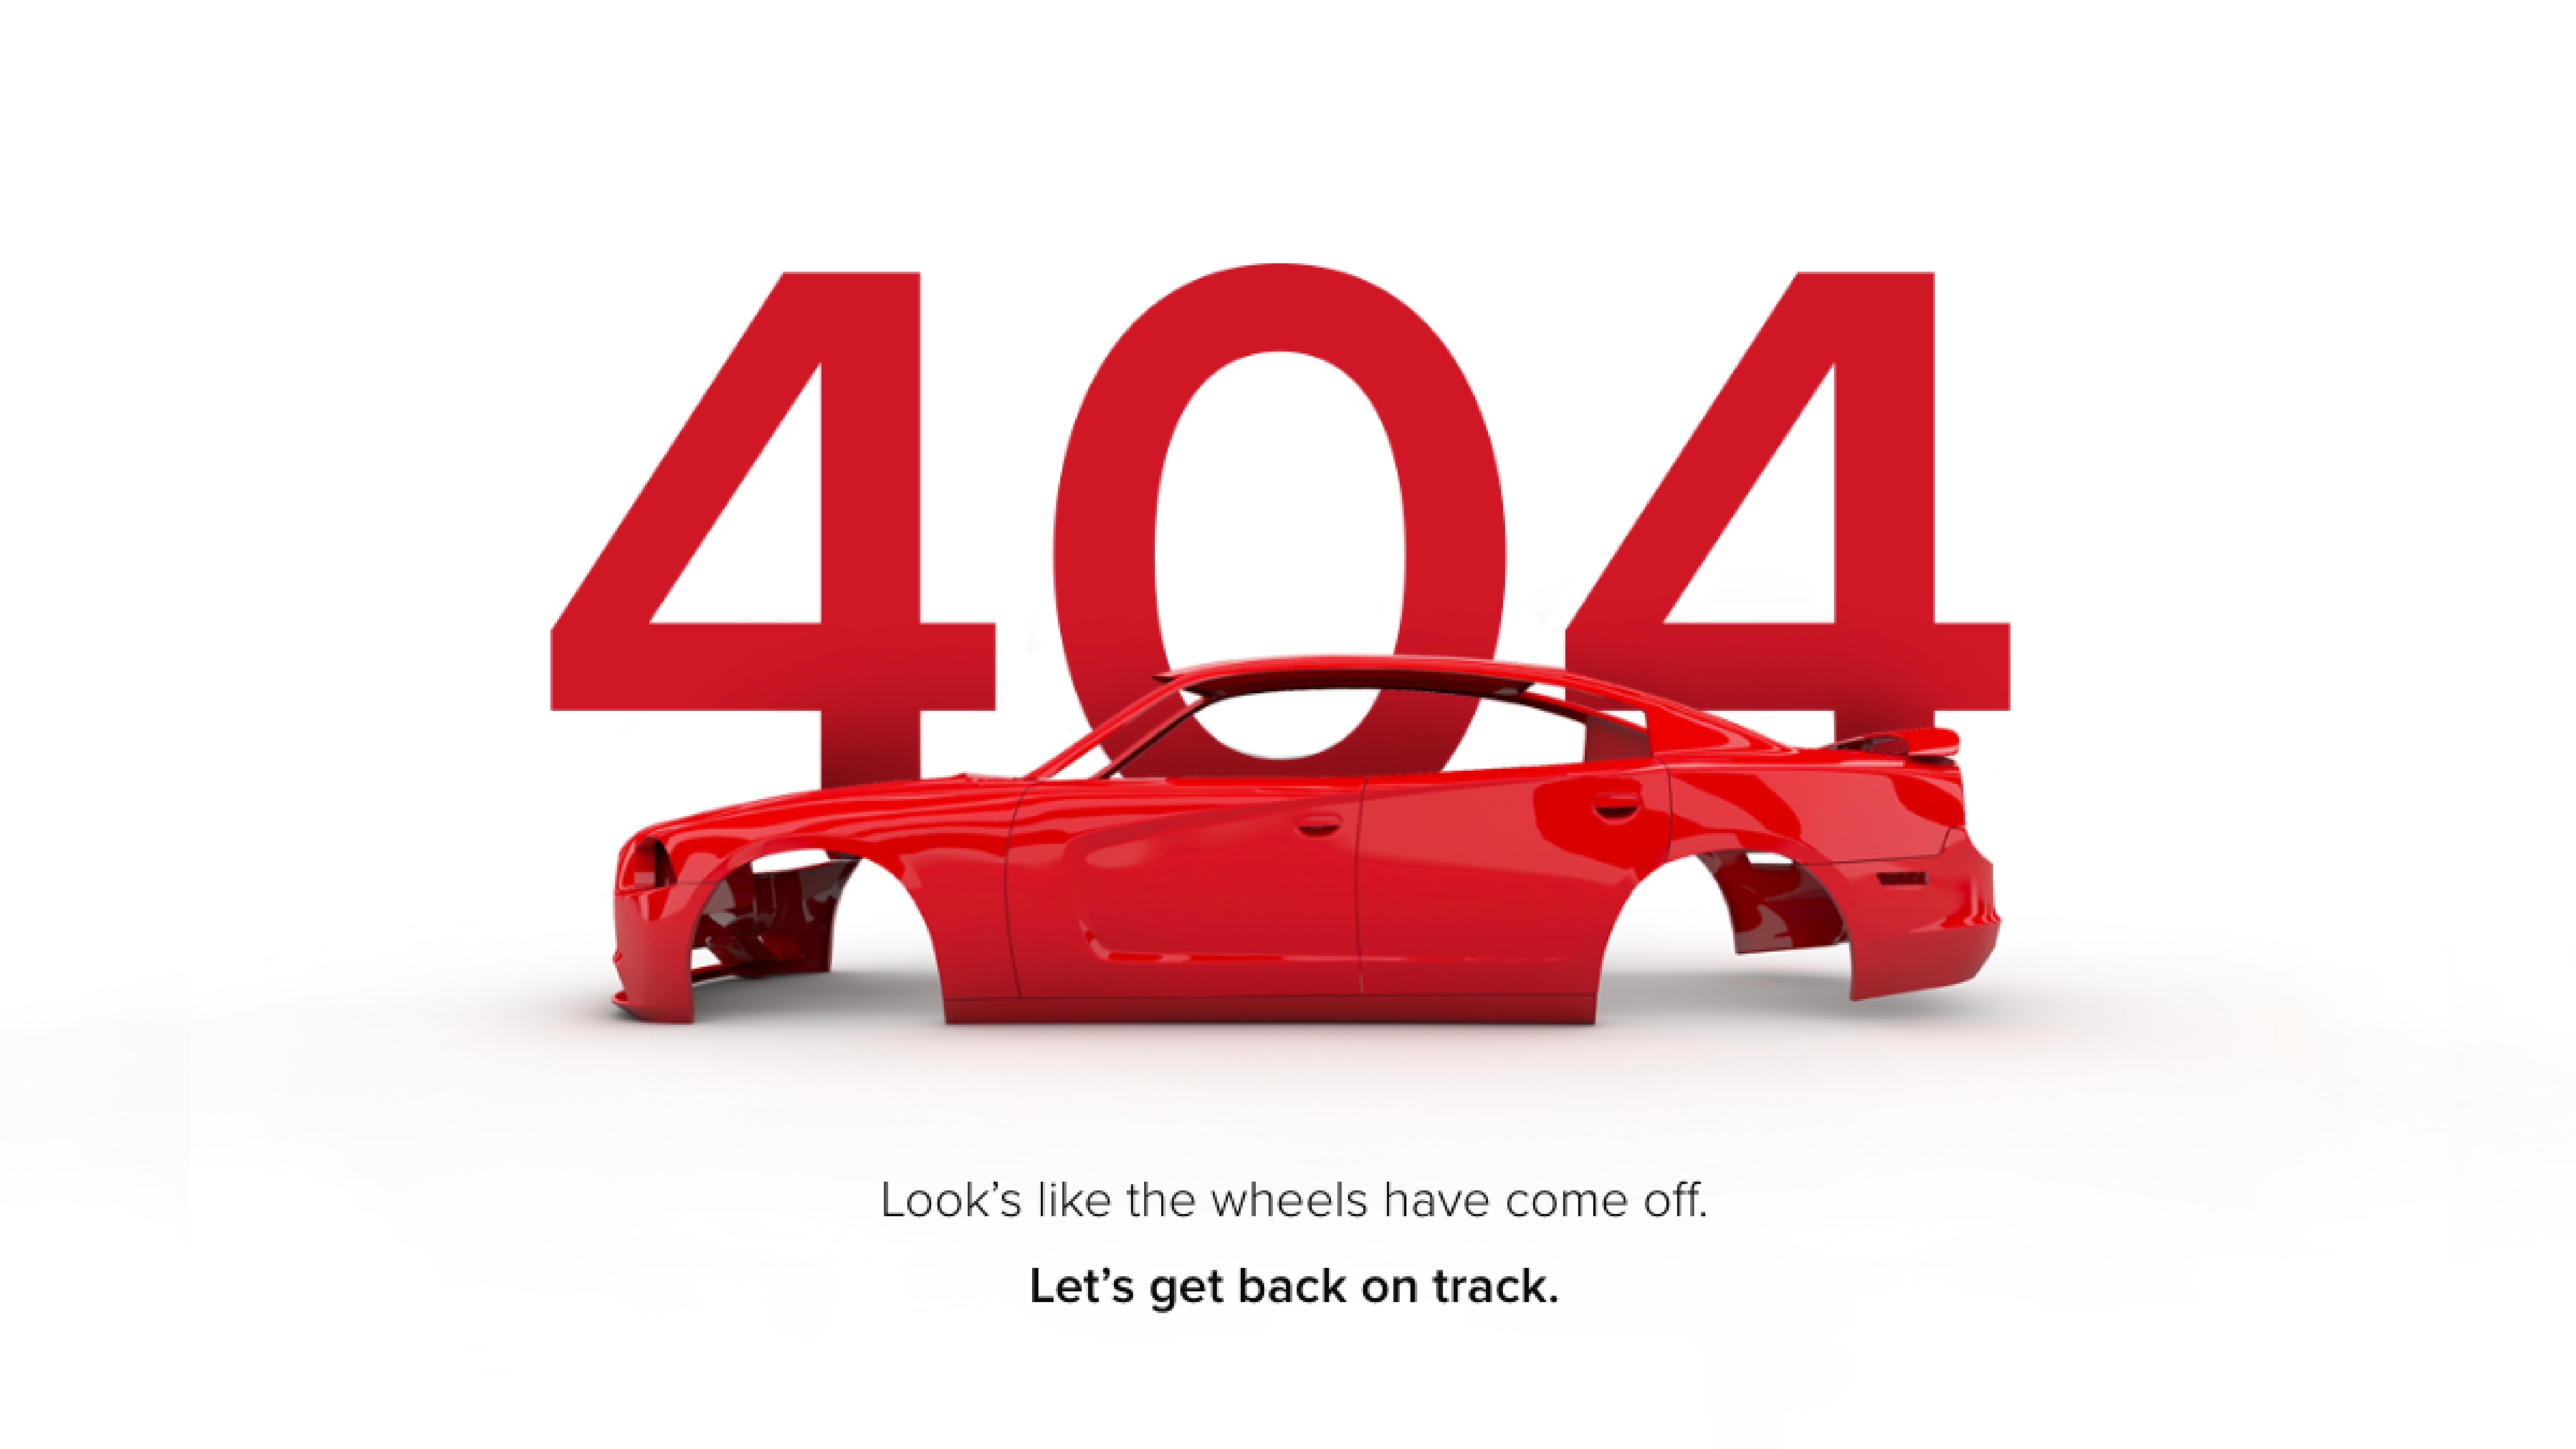 404
Look’s like the wheels have come off.
Let’s get back on track.